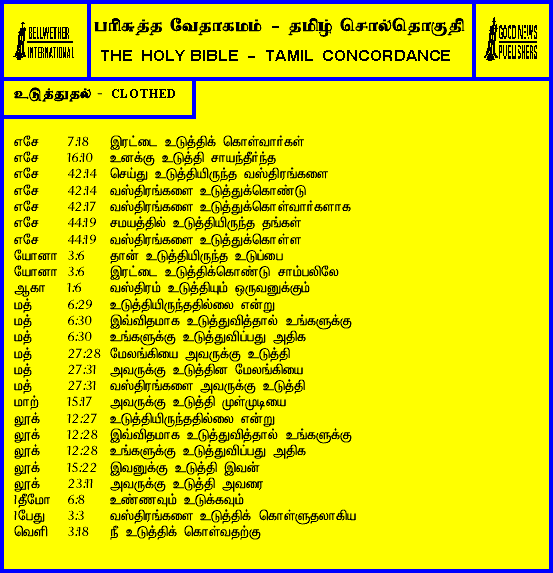 BELLWETHER
INTERNATIONAL
பரிசுத்த வேதாகமம் - தமிழ் சொல்தொகுதி
THE HOLY BIBLE - TAMIL CONCORDANCE
GOOD NEWS
PUBLISHERS
உடுத்துதல் - CLOTHED
எசே 7:18 இரட்டை உடுத்திக் கொள்வார்கள்
எசே 16:10 உனக்கு உடுத்தி சாயந்தீர்ந்த
எசே 42:14 செய்து உடுத்தியிருந்த வஸ்திரங்களை
எசே 42:14 வஸ்திரங்களை உடுத்துக்கொண்டு
எசே 42:17 வஸ்திரங்களை உடுத்துக்கொள்வார்களாக
எசே 44:19 சமயத்தில் உடுத்தியிருந்த தங்கள்
எசே 44:19 வஸ்திரங்களை உடுத்துக்கொள்ள
யோனா 3:6 தான் உடுத்தியிருந்த உடுப்பை
யோனா 3:6 இரட்டை உடுத்திக்கொண்டு சாம்பலிலே
ஆகா 1:6 வஸ்திரம் உடுத்தியும் ஒருவனுக்கும்
மத் 6:29 உடுத்தியிருந்ததில்லை என்று
மத் 6:30 இவ்விதமாக உடுத்துவித்தால் உங்களுக்கு
மத் 6:30 உங்களுக்கு உடுத்துவிப்பது அதிக
மத் 27:28 மேலங்கியை அவருக்கு உடுத்தி
மத் 27:31 அவருக்கு உடுத்தின மேலங்கியை
மத் 27:31 வஸ்திரங்களை அவருக்கு உடுத்தி
மாற் 15:17 அவருக்கு உடுத்தி முள்முடியை
லூக் 12:27 உடுத்தியிருந்ததில்லை என்று
லூக் 12:28 இவ்விதமாக உடுத்துவித்தால் உங்களுக்கு
லூக் 12:28 உங்களுக்கு உடுத்துவிப்பது அதிக
லூக் 15:22 இவனுக்கு உடுத்தி இவன்
லூக் 23:11 அவருக்கு உடுத்தி அவரை
1தீமோ 6:8 உண்ணவும் உடுக்கவும்
1பேது 3:3 வஸ்திரங்களை உடுத்திக் கொள்ளுதலாகிய
வெளி 3:18 நீ உடுத்திக் கொள்வதற்கு